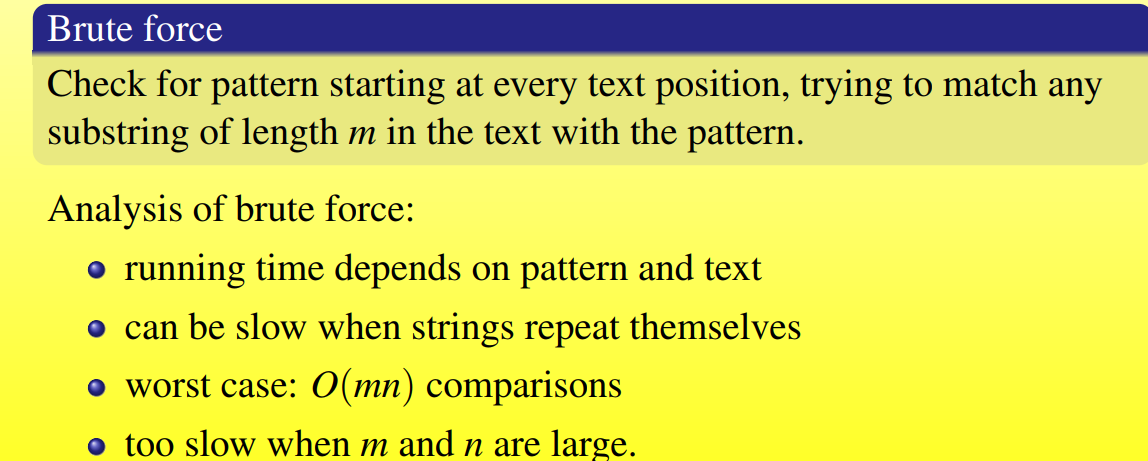 Brute force
Check for pattern starting at every text position, trying to match any
substring of length m in the text with the pattern.
Analysis of brute force:
running time depends on pattern and text
can be slow when strings repeat themselves
worst case: O(mn) comparisons
too slow when m and n are large.